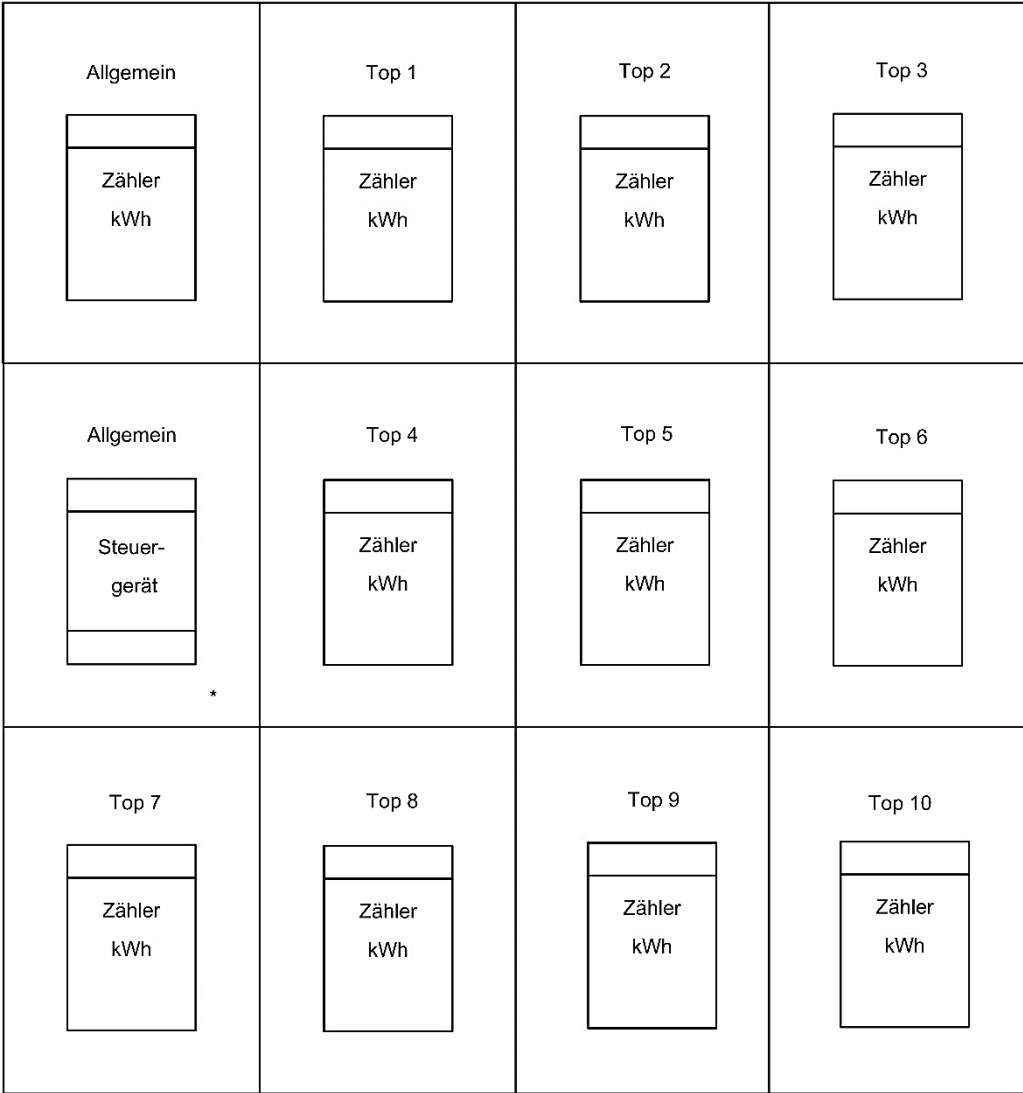 Allgemein
Zähler
kWh
Top 1
Zähler
kWh
Top 2
Zähler
kWh
Top 3
Zähler
kWh
Allgemein
Steuer-
gerät
*
Top 4
Zähler
kWh
Top 5
Zähler
kWh
Top 6
Zähler
kWh
Top 7
Zähler
kWh
Top 8
Zähler
kWh
Top 9
Zähler
kWh
Top 10
Zähler
kWh